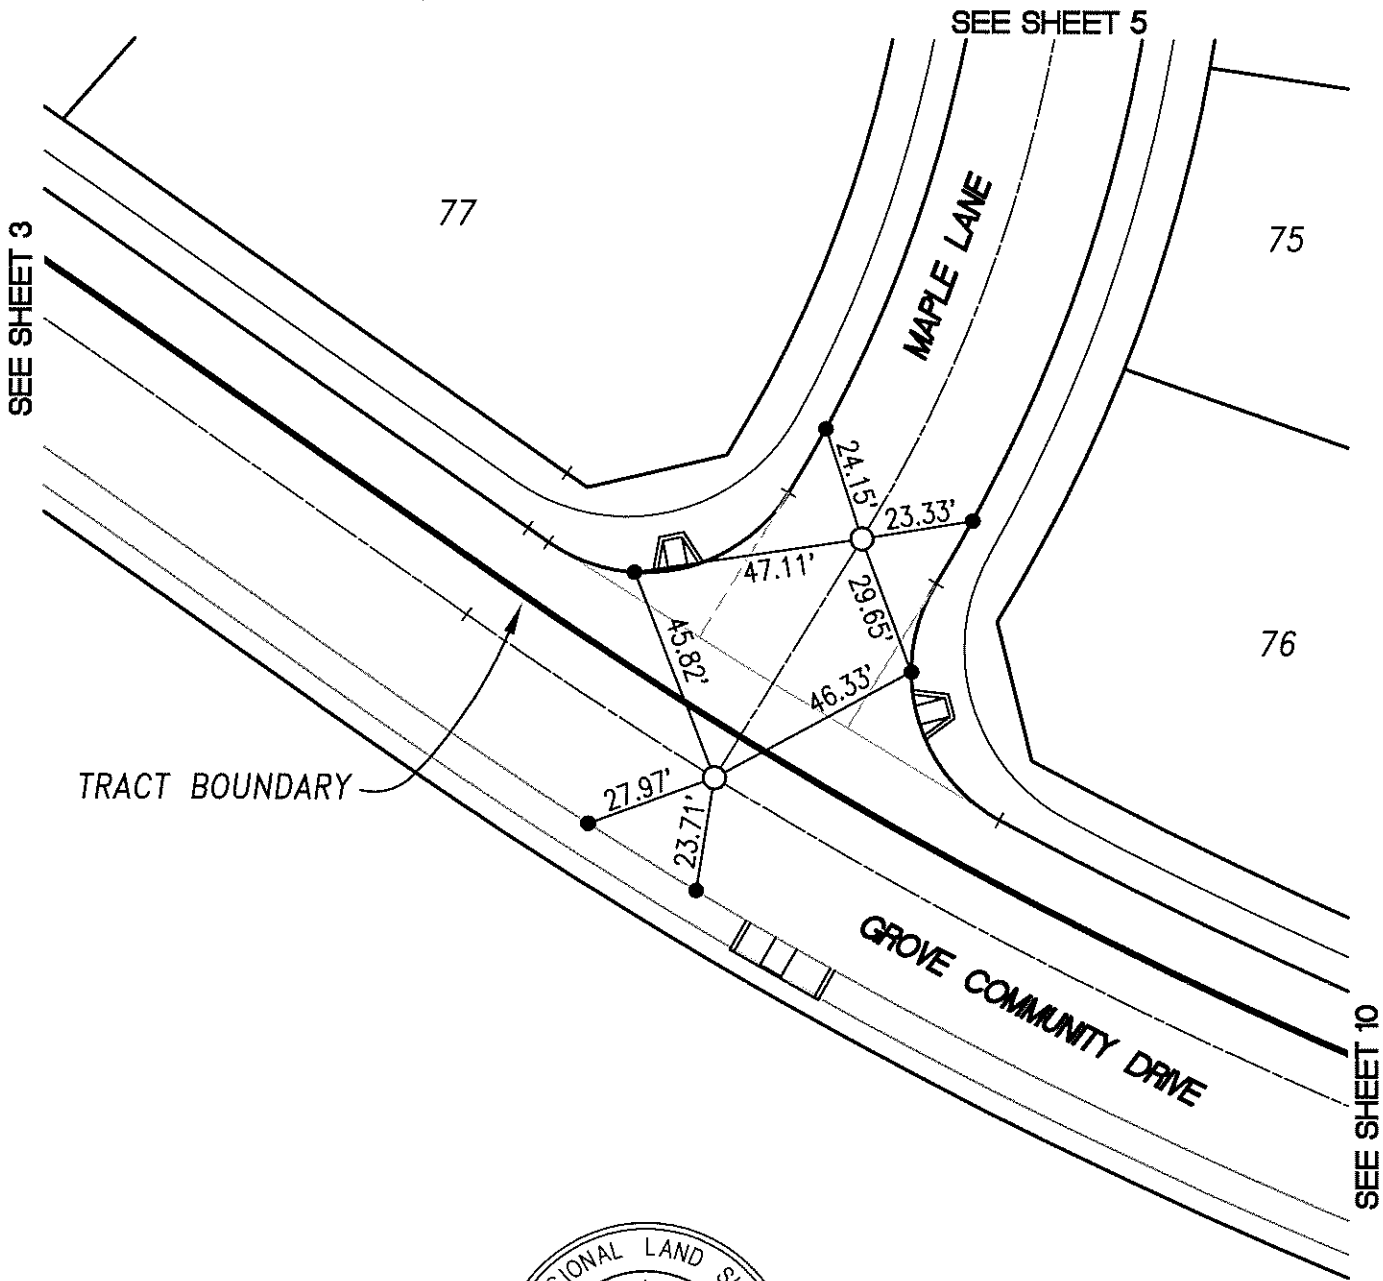 SEE SHEET 5
SEE SHEET 3
77
75
MAPLE LANE
24.15'
23.33'
47.11'
29.65'
45.82'
46.33'
76
TRACT BOUNDARY
27.97'
23.71'
GROVE COMMUNITY DRIVE
SEE SHEET 10
LAND